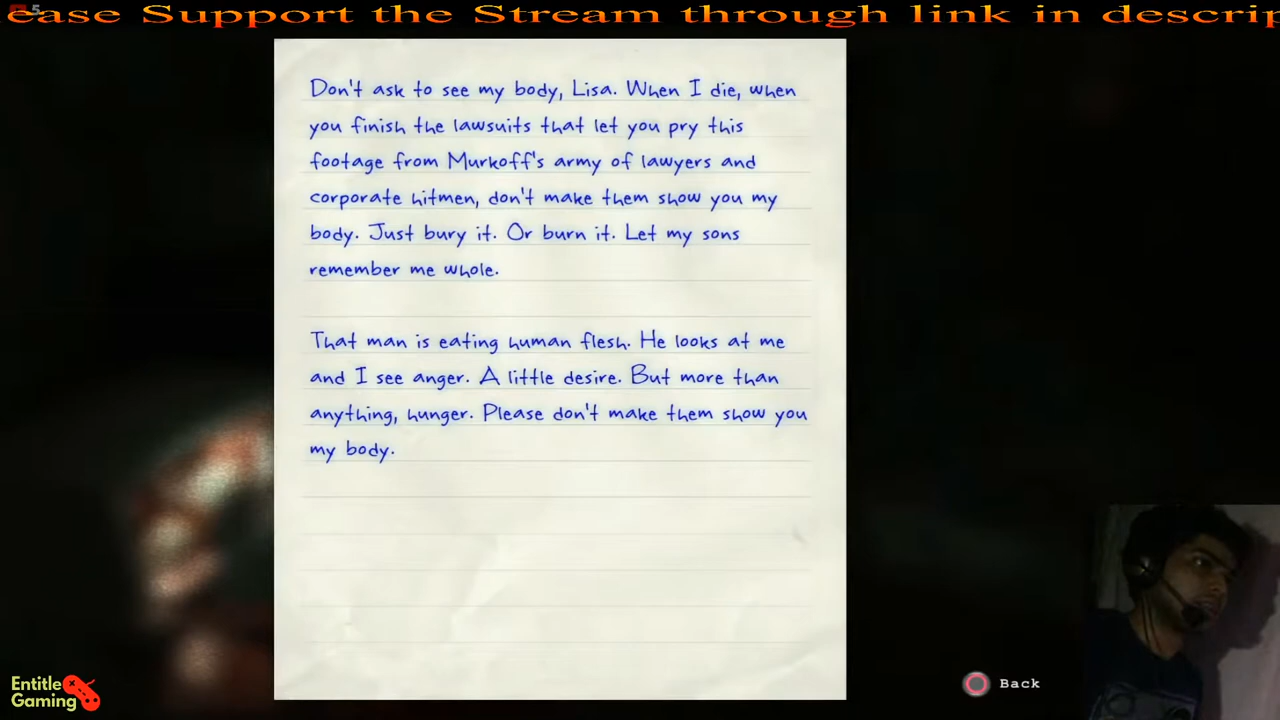 ease Support the Stream through link in descrip
5
Don't ask to see my body, Lisa. When I die, when
you finish the lawsuits that let you pry this
footage from Murkoff's army of lawyers and
corporate hitmen, don't make them show you my
body. Just bury it. Or burn it. Let my sons
remember me whole.
That man is eating human flesh. He looks at me
and I see anger. A little desire. But more than
anything, hunger. Please don't make them show you
my body.
Entitle
Gaming
Back